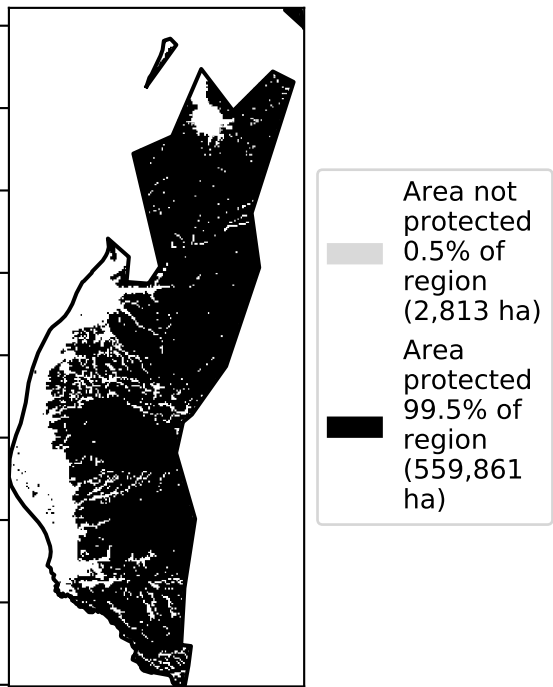 Area not
protected
0.5% of
region
(2,813 ha)
Area
protected
99.5% of
region
(559,861
ha)